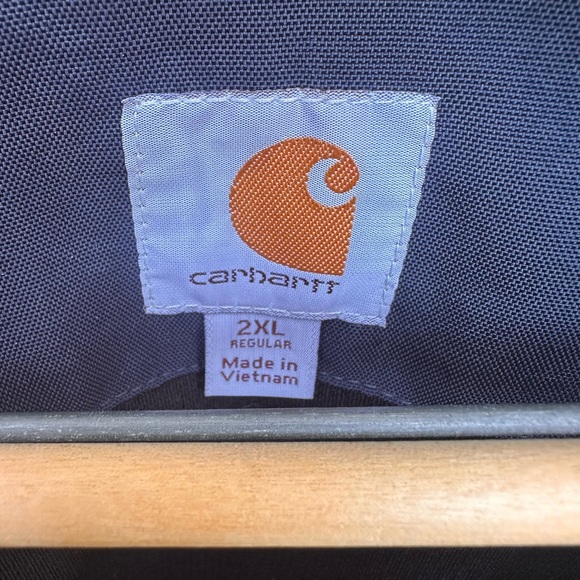 carhartt
2XL
REGULAR
Made in
Vietnam